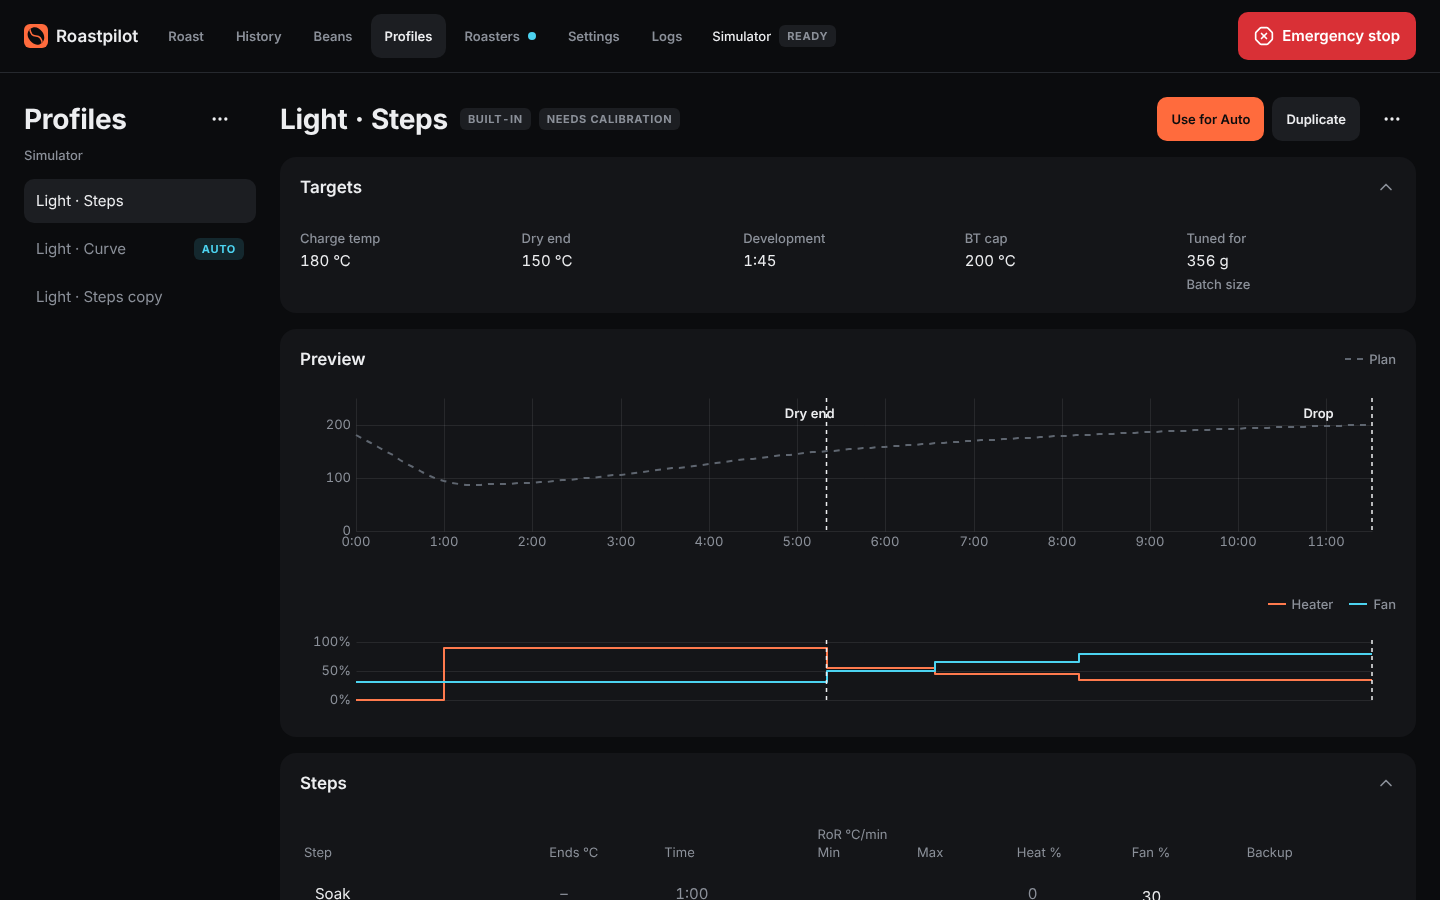 Roastpilot Roast History Beans Profiles Roasters Settings Logs Simulator READY Emergency stop
Profiles ···
Simulator
Light · Steps
Light · Curve AUTO
Light · Steps copy
Light · Steps BUILT-IN NEEDS CALIBRATION Use for Auto Duplicate ···
Targets
Charge temp Dry end Development BT cap Tuned for
180 °C 150 °C 1:45 200 °C 356 g
Batch size
Preview Plan
Dry end Drop
200
100
0
0:00 1:00 2:00 3:00 4:00 5:00 6:00 7:00 8:00 9:00 10:00 11:00
Heater Fan
100%
50%
0%
Steps
RoR °C/min
Step Ends °C Time Min Max Heat % Fan % Backup
Soak – 1:00 0 30